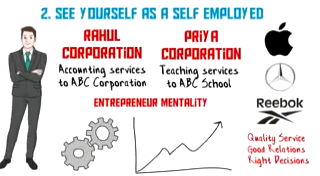 2. SEE YOURSELF AS A SELF EMPLOYED
RAHUL
CORPORATION
Accounting services
to ABC Corporation
PRIYA
CORPORATION
Teaching services
to ABC School
ENTREPRENEUR MENTALITY
Reebok
Quality Service
Good Relations
Right Decisions